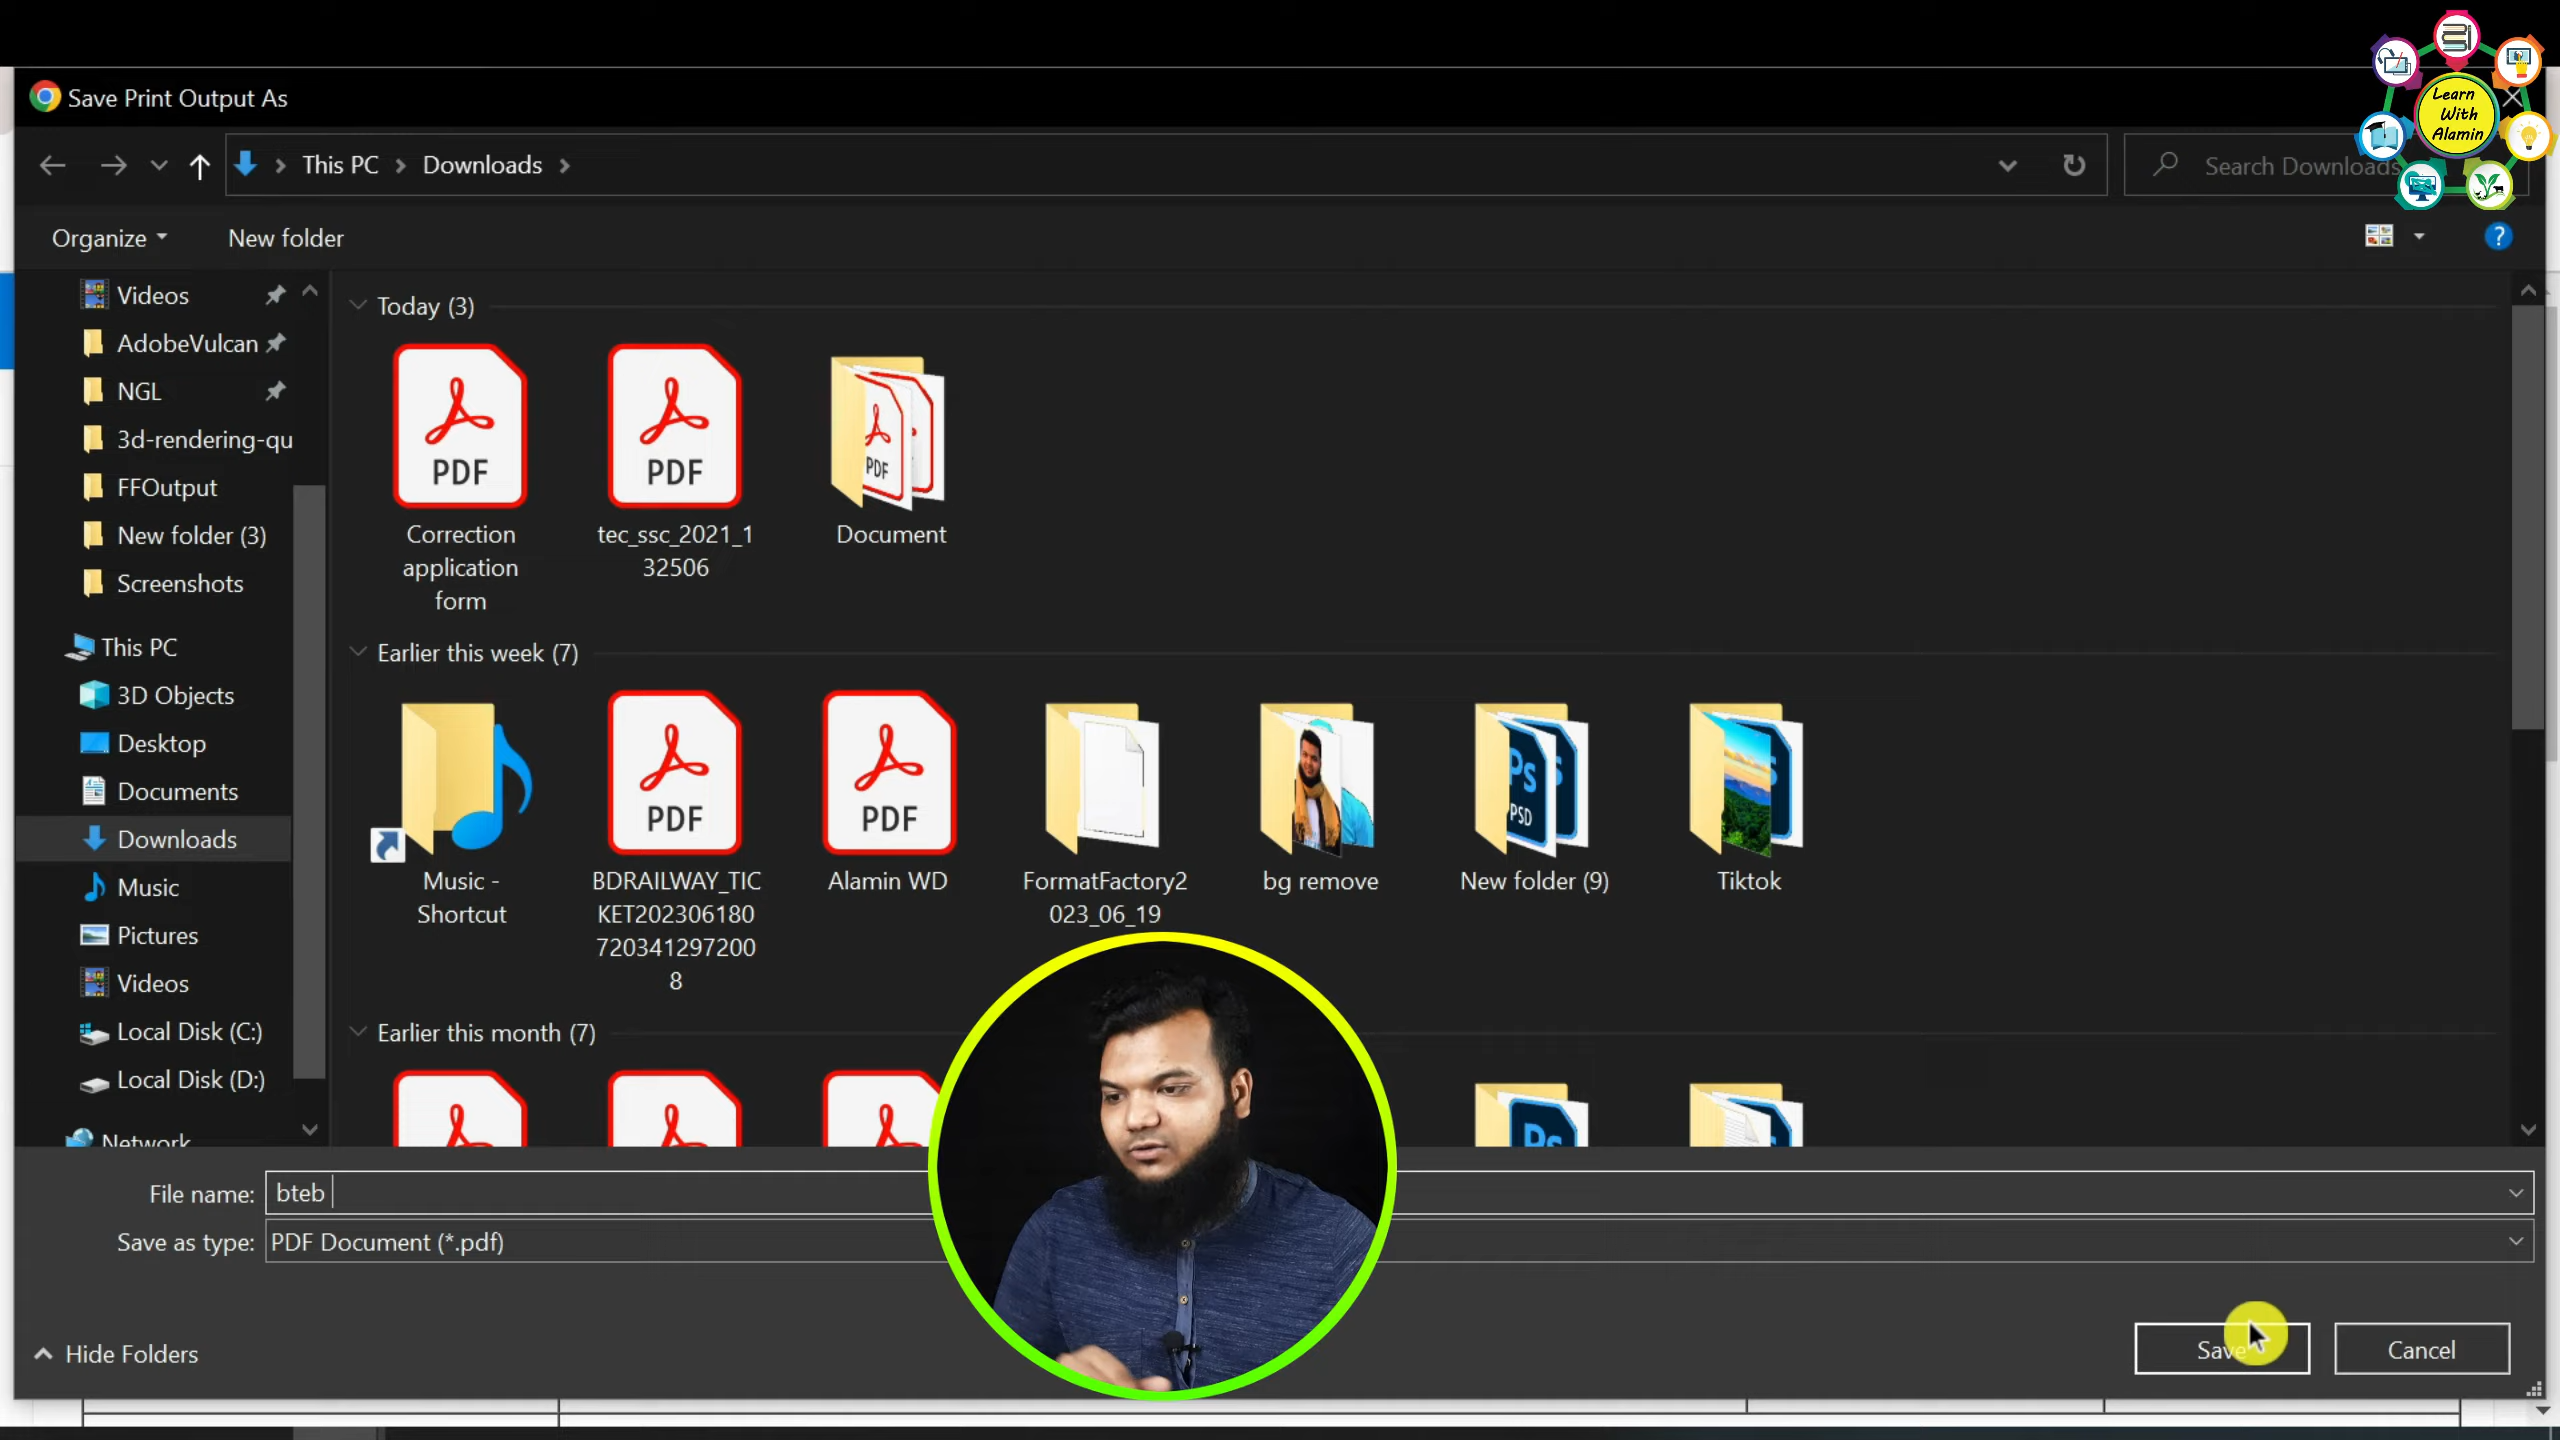 Learn
With
Alamin
Save Print Output As
This PC
Downloads
Search Downloads
Organize
New folder
Videos
AdobeVulcan
NGL
3d-rendering-qu
FFOutput
New folder (3)
Screenshots
This PC
3D Objects
Desktop
Documents
Downloads
Music
Pictures
Videos
Local Disk (C:)
Local Disk (D:)
Network
Today (3)
PDF
PDF
PDF
Correction
application
form
tec_ssc_2021_1
32506
Document
Earlier this week (7)
PDF
PDF
Ps
PSD
Music -
Shortcut
BDRAILWAY_TIC
KET202306180
720341297200
8
Alamin WD
FormatFactory2
023_06_19
bg remove
New folder (9)
Tiktok
Earlier this month (7)
Ps
File name: bteb
Save as type: PDF Document (*.pdf)
Hide Folders
Save
Cancel